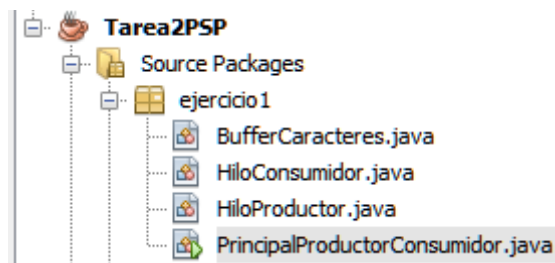 Tarea2PSP
Source Packages
ejercicio1
BufferCaracteres.java
HiloConsumidor.java
HiloProductor.java
PrincipalProductorConsumidor.java